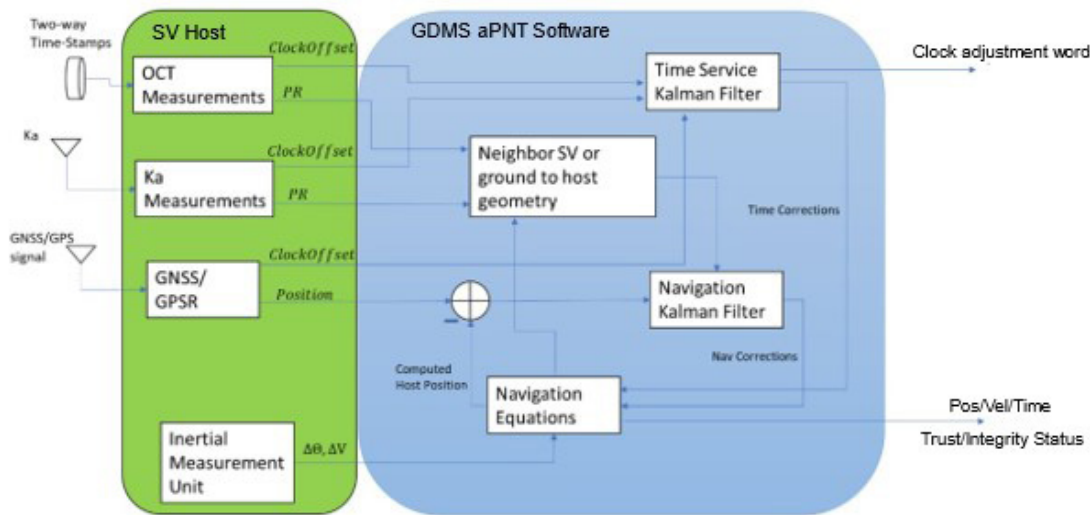 Two-way
Time-Stamps
SV Host
GDMS aPNT Software
ClockOffset
OCT
Measurements
PR
Time Service
Kalman Filter
Clock adjustment word
Ka
ClockOffset
Ka
Measurements
PR
Neighbor SV or
ground to host
geometry
Time Corrections
GNSS/GPS
signal
ClockOffset
GNSS/
GPSR
Position
Navigation
Kalman Filter
Computed
Host Position
Nav Corrections
Navigation
Equations
Pos/Vel/Time
Trust/Integrity Status
Inertial
Measurement
Unit
ΔΘ, ΔV